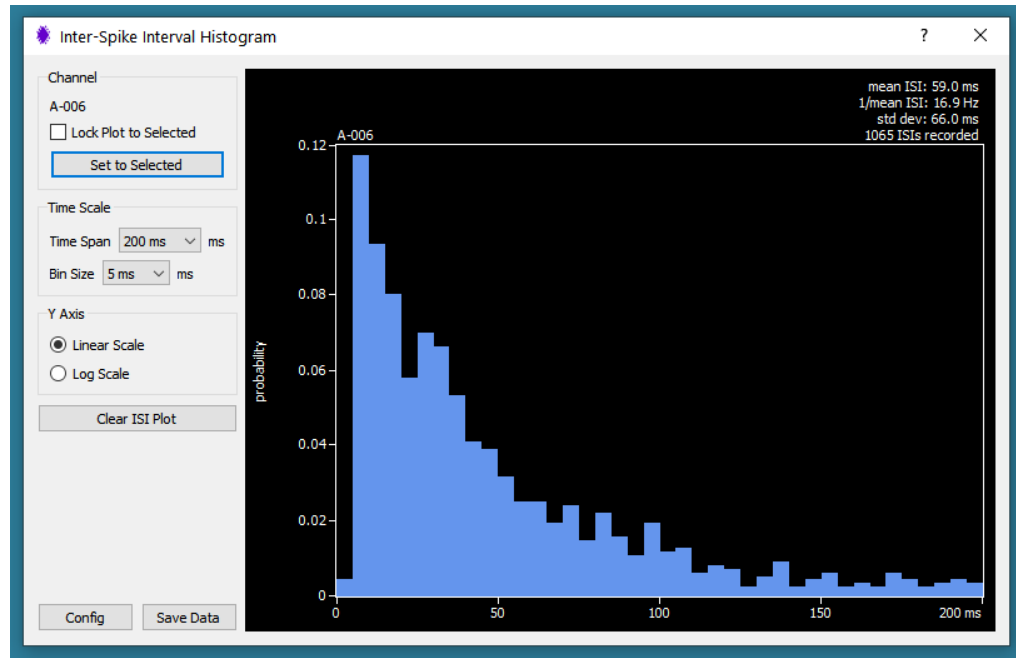 Inter-Spike Interval Histogram
?
Channel
A-006
Lock Plot to Selected
Set to Selected
Time Scale
Time Span 200 ms ms
Bin Size 5 ms ms
Y Axis
Linear Scale
Log Scale
Clear ISI Plot
Config Save Data
mean ISI: 59.0 ms
1/mean ISI: 16.9 Hz
std dev: 66.0 ms
1065 ISIs recorded
A-006
0.12
0.1
0.08
0.06
0.04
0.02
0
probability
0 50 100 150 200 ms